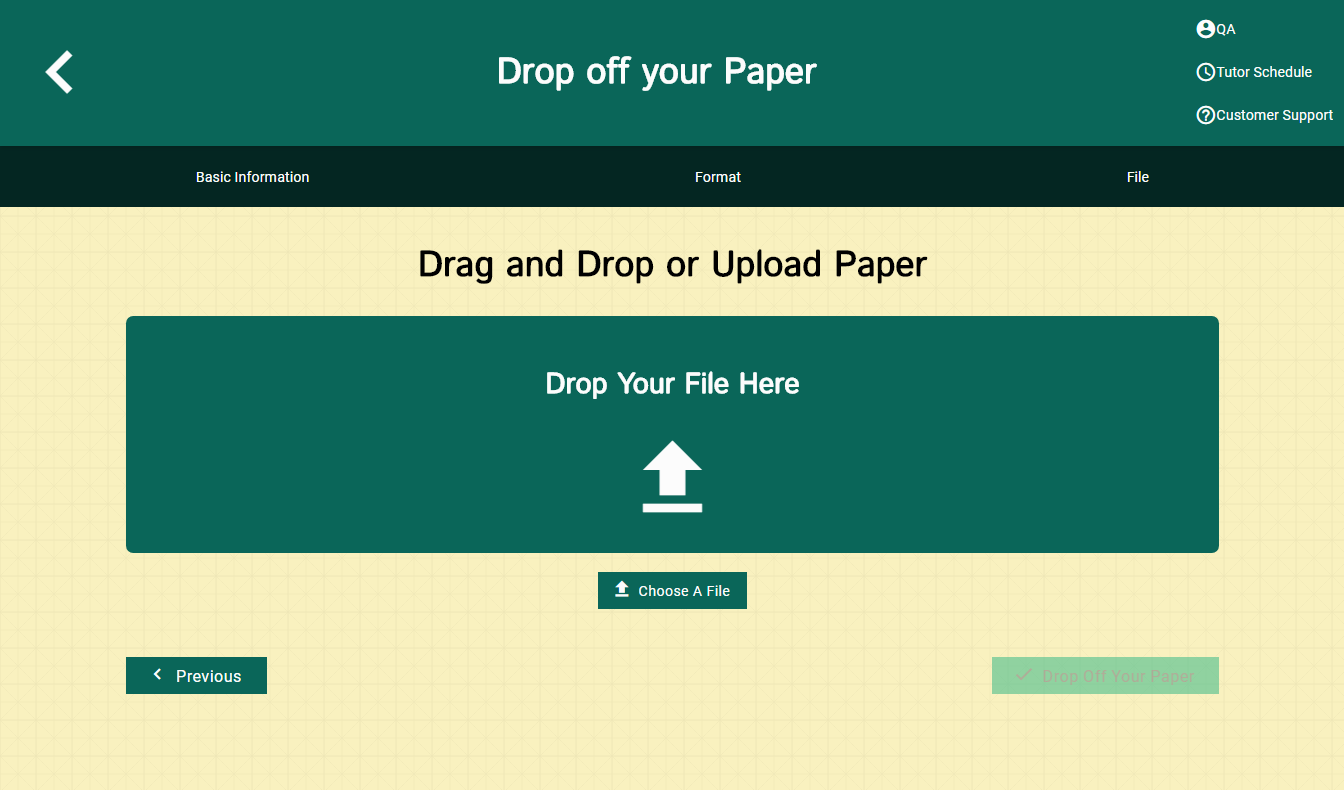 QA
Drop off your Paper
Tutor Schedule
Customer Support
Basic Information
Format
File
Drag and Drop or Upload Paper
Drop Your File Here
Choose A File
Previous
Drop Off Your Paper